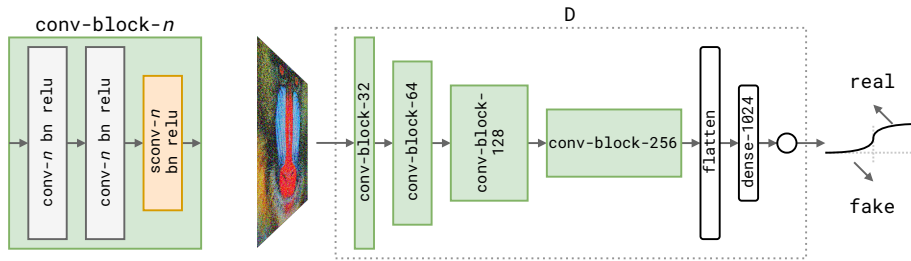 conv-block-n
conv-n bn relu
conv-n bn relu
sconv-n
bn relu
D
conv-block-32
conv-block-64
conv-block-
128
conv-block-256
flatten
dense-1024
real
fake